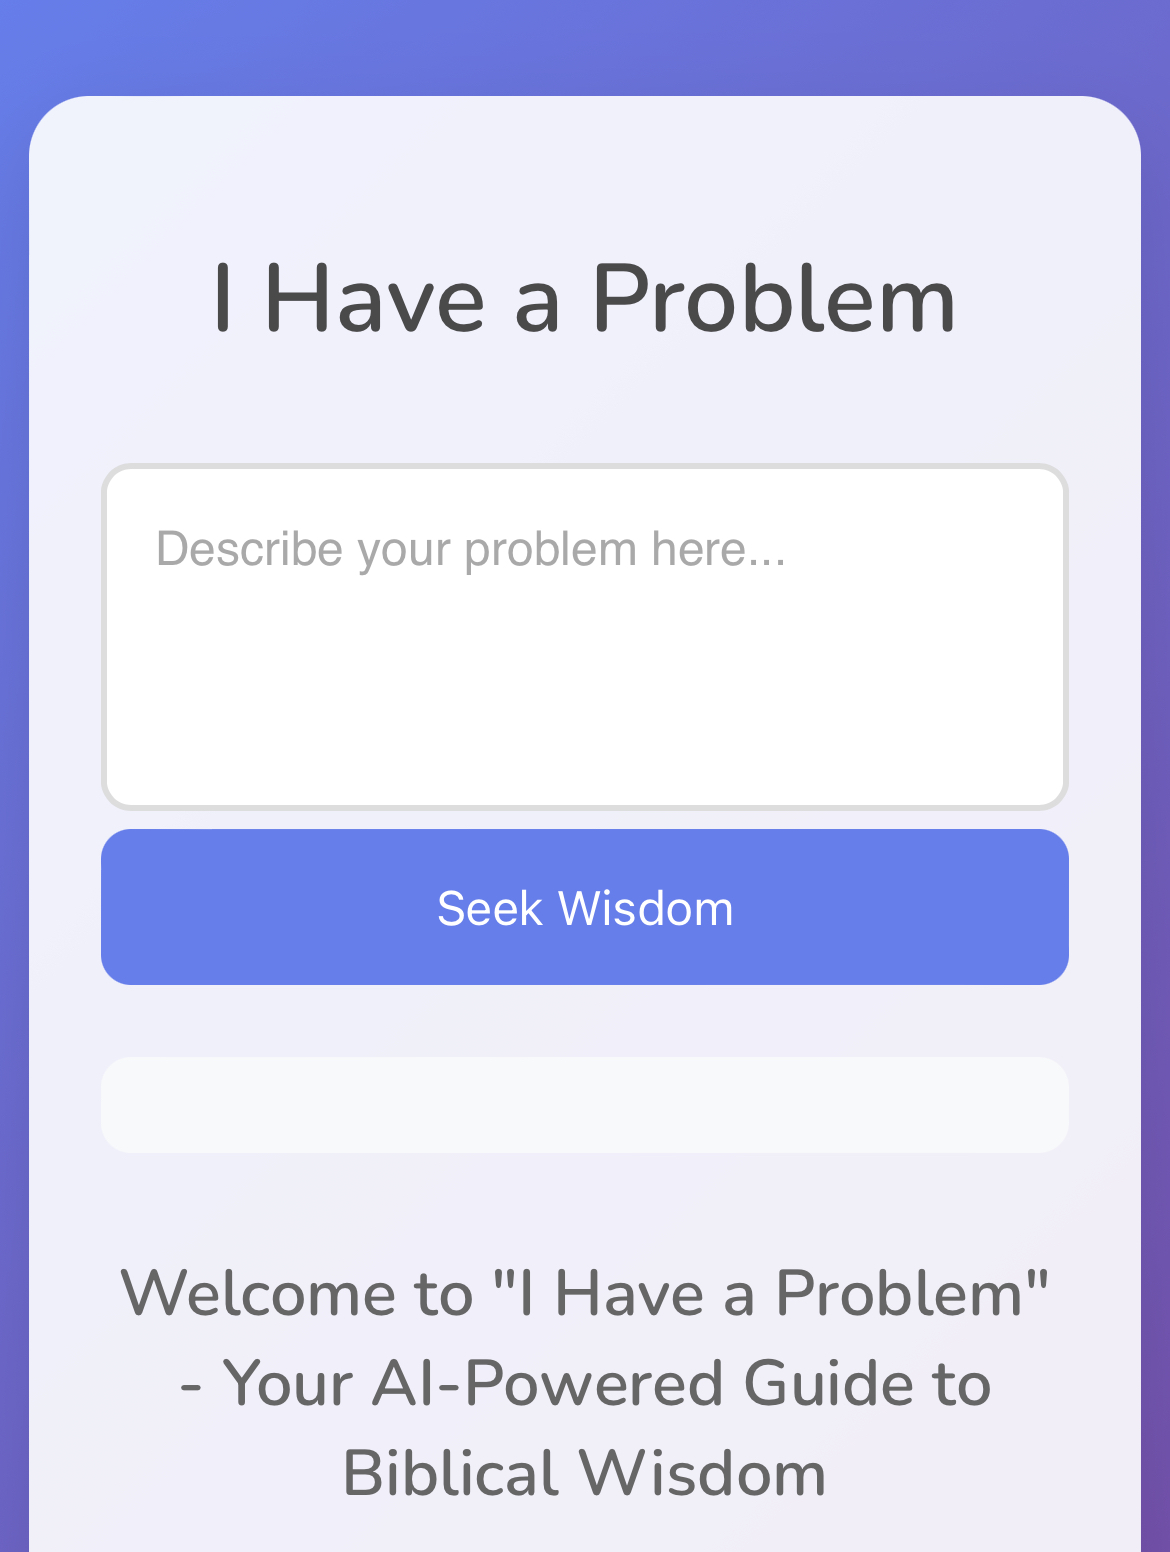 I Have a Problem
Describe your problem here...
Seek Wisdom
Welcome to "I Have a Problem"
- Your AI-Powered Guide to
Biblical Wisdom